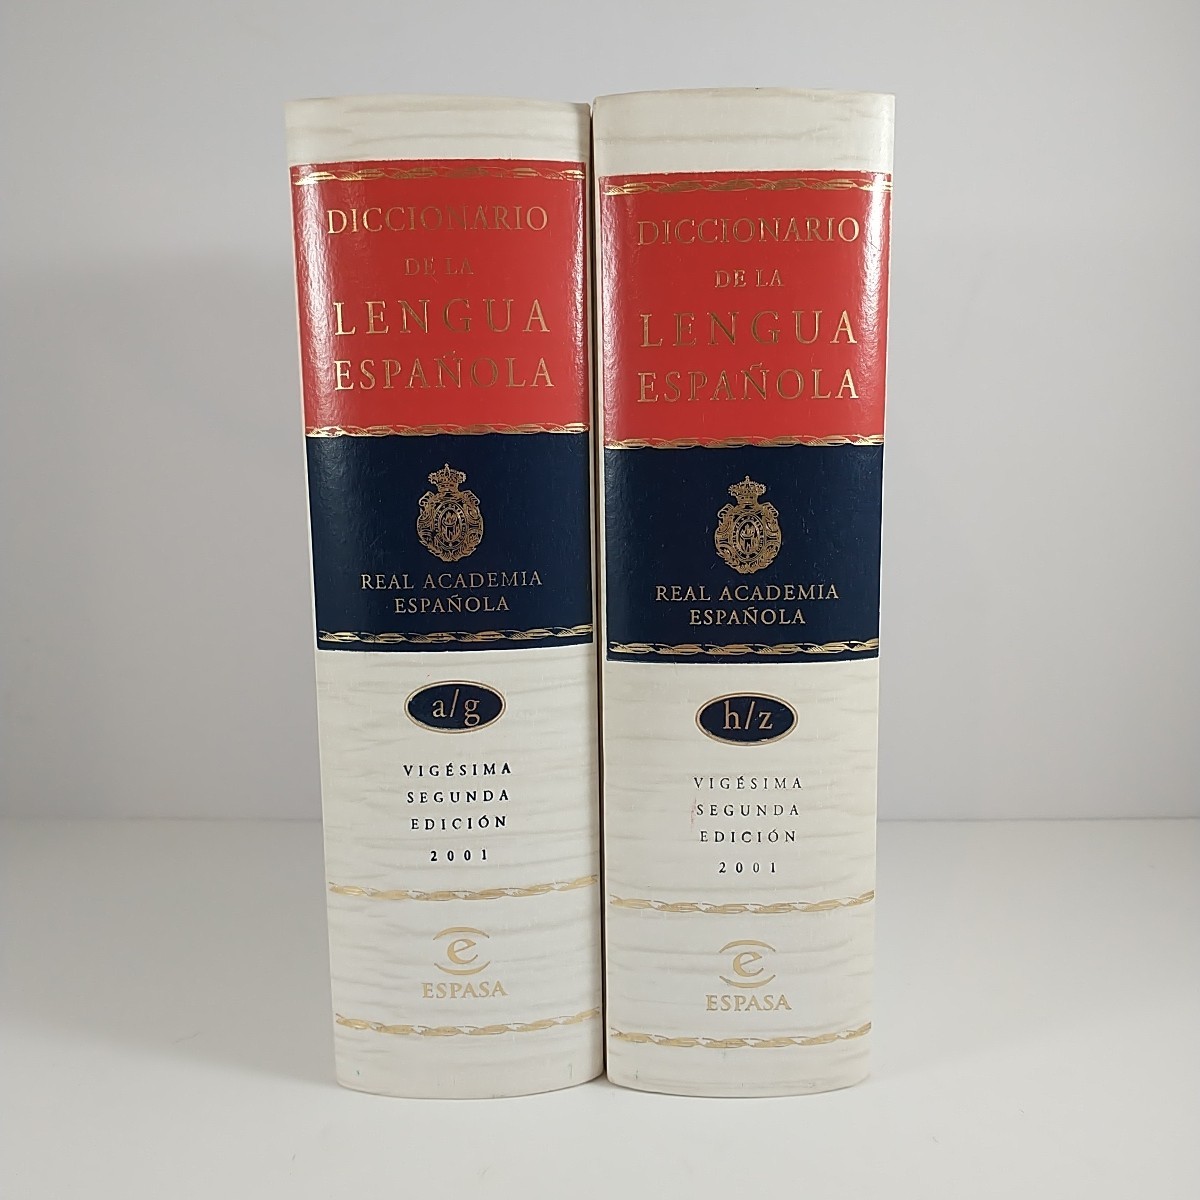 DICCIONARIO
DE LA
LENGUA
ESPAÑOLA
REAL ACADEMIA
ESPAÑOLA
a/g
VIGÉSIMA
SEGUNDA
EDICIÓN
2001
e
ESPASA
DICCIONARIO
DE LA
LENGUA
ESPAÑOLA
REAL ACADEMIA
ESPAÑOLA
h/z
VIGÉSIMA
SEGUNDA
EDICIÓN
2001
e
ESPASA